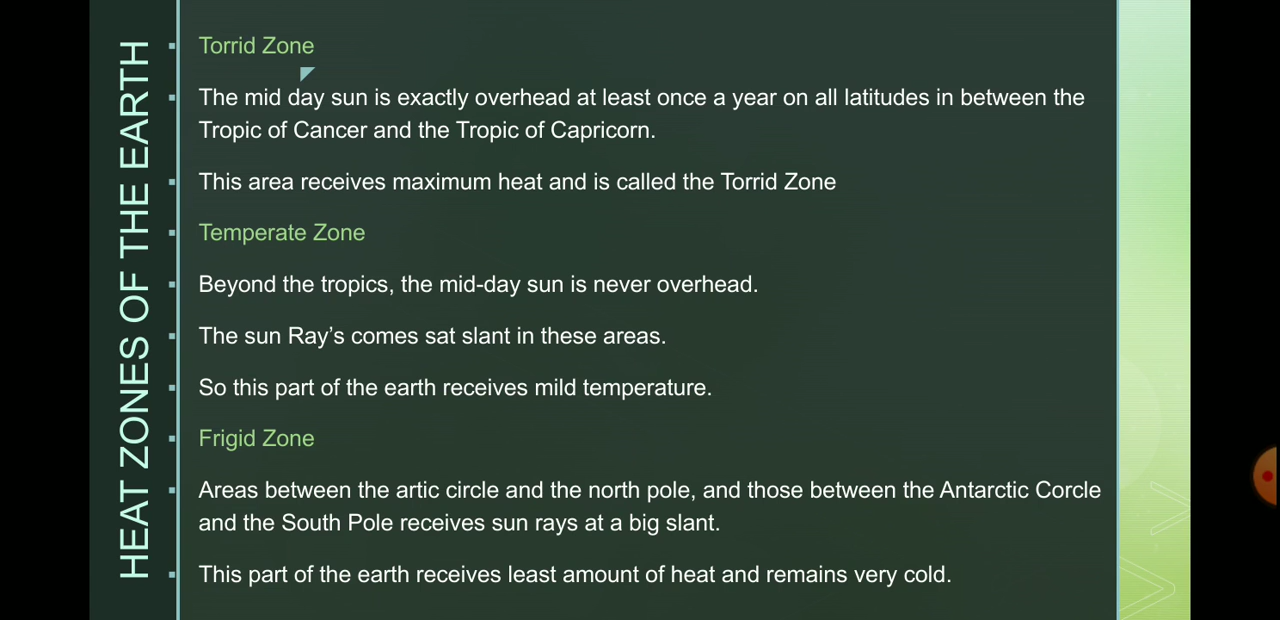 HEAT ZONES OF THE EARTH
Torrid Zone
The mid day sun is exactly overhead at least once a year on all latitudes in between the
Tropic of Cancer and the Tropic of Capricorn.
This area receives maximum heat and is called the Torrid Zone
Temperate Zone
Beyond the tropics, the mid-day sun is never overhead.
The sun Ray’s comes sat slant in these areas.
So this part of the earth receives mild temperature.
Frigid Zone
Areas between the artic circle and the north pole, and those between the Antarctic Corcle
and the South Pole receives sun rays at a big slant.
This part of the earth receives least amount of heat and remains very cold.